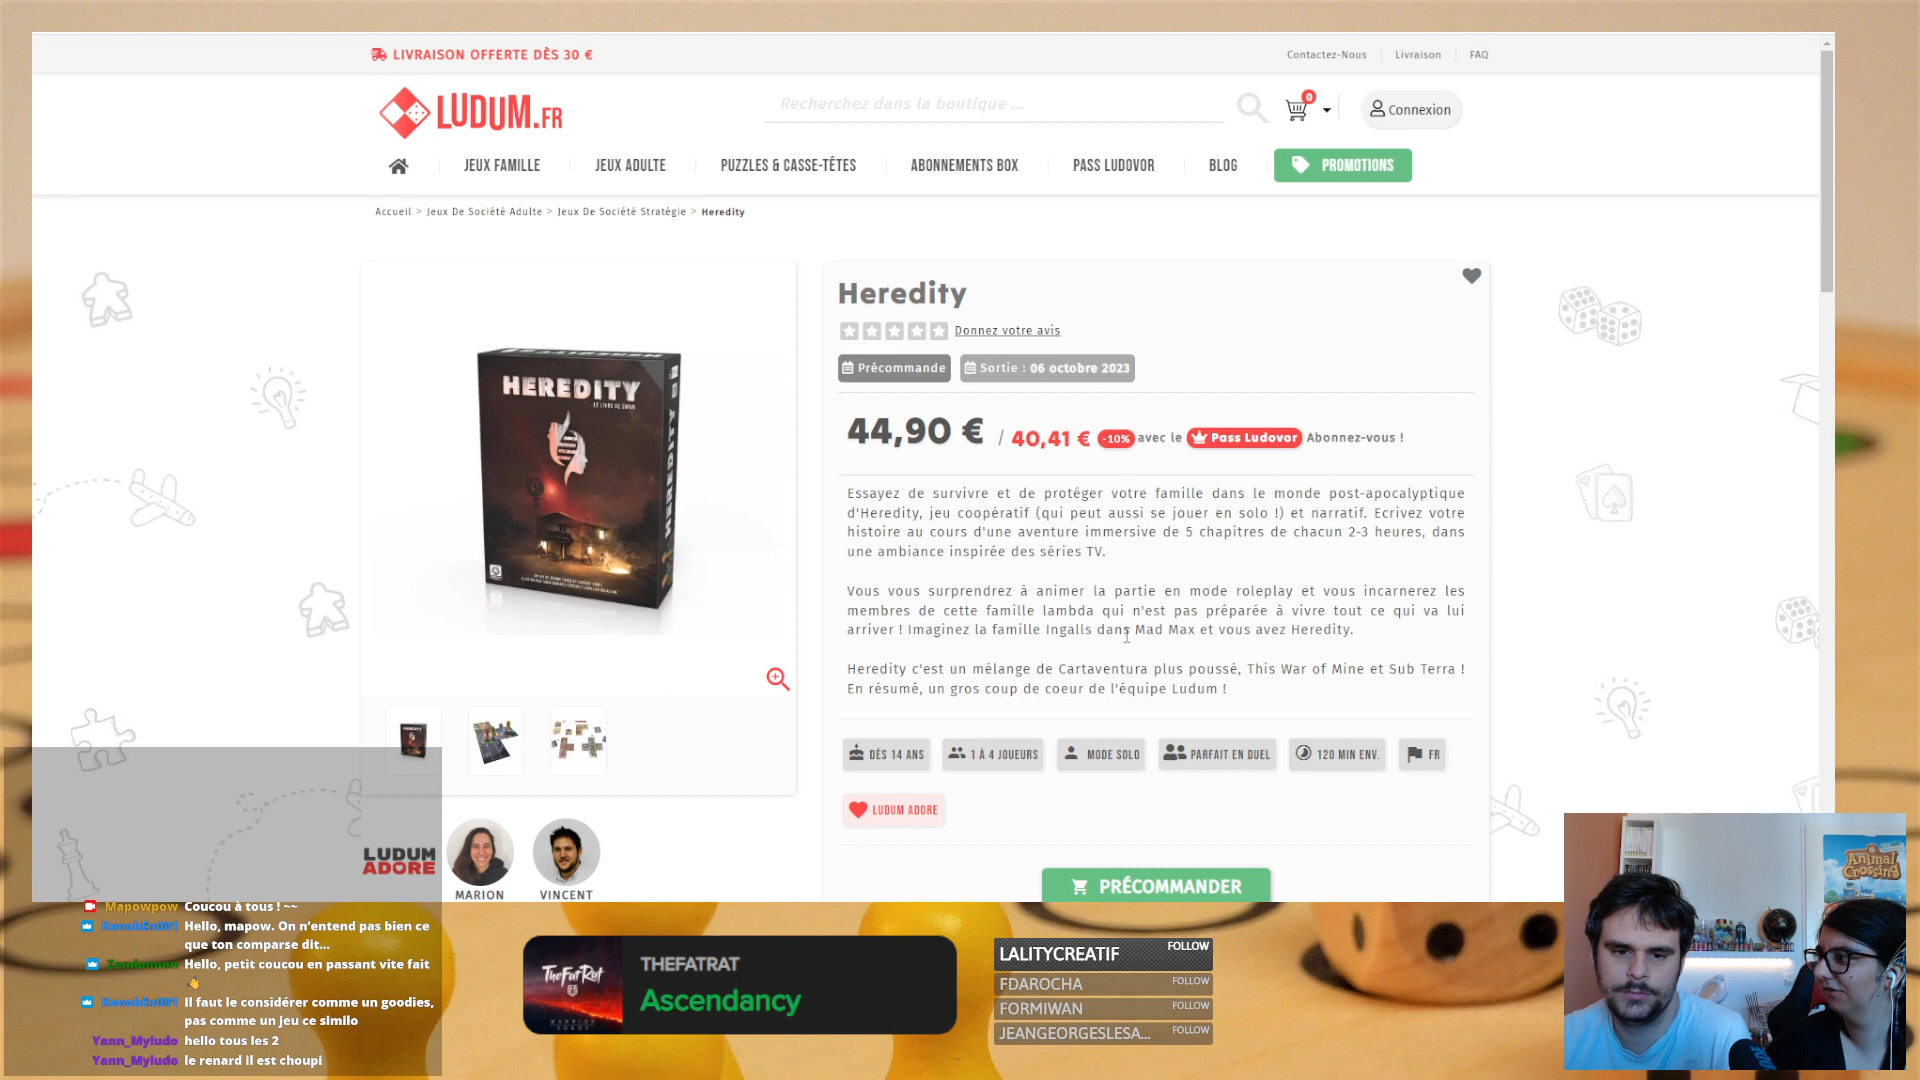 LIVRAISON OFFERTE DÈS 30 €
Contactez-Nous
Livraison
FAQ
LUDUM.FR
Recherchez dans la boutique ...
0
Connexion
JEUX FAMILLE
JEUX ADULTE
PUZZLES & CASSE-TÊTES
ABONNEMENTS BOX
PASS LUDOVOR
BLOG
PROMOTIONS
Accueil > Jeux De Société Adulte > Jeux De Société Stratégie > Heredity
HEREDITY
HEREDITY
Heredity
Donnez votre avis
Précommande
Sortie : 06 octobre 2023
44,90 € / 40,41 € -10% avec le Pass Ludovor Abonnez-vous !
Essayez de survivre et de protéger votre famille dans le monde post-apocalyptique
d'Heredity, jeu coopératif (qui peut aussi se jouer en solo !) et narratif. Ecrivez votre
histoire au cours d'une aventure immersive de 5 chapitres de chacun 2-3 heures, dans
une ambiance inspirée des séries TV.
Vous vous surprendrez à animer la partie en mode roleplay et vous incarnerez les
membres de cette famille lambda qui n'est pas préparée à vivre tout ce qui va lui
arriver ! Imaginez la famille Ingalls dans Mad Max et vous avez Heredity.
Heredity c'est un mélange de Cartaventura plus poussé, This War of Mine et Sub Terra !
En résumé, un gros coup de coeur de l'équipe Ludum !
DÈS 14 ANS
1 À 4 JOUEURS
MODE SOLO
PARFAIT EN DUEL
120 MIN ENV.
FR
LUDUM ADORE
PRÉCOMMANDER
LUDUM
ADORE
MARION
VINCENT
Mapowpow Coucou à tous ! ~~
Hello, mapow. On n'entend pas bien ce
que ton comparse dit...
Hello, petit coucou en passant vite fait
Il faut le considérer comme un goodies,
pas comme un jeu ce similo
Yann_Myludo hello tous les 2
Yann_Myludo le renard il est choupi
TheFatRat
THEFATRAT
Ascendancy
LALITYCREATIF FOLLOW
FDAROCHA FOLLOW
FORMIWAN FOLLOW
JEANGEORGESLESA... FOLLOW
Animal
Crossing